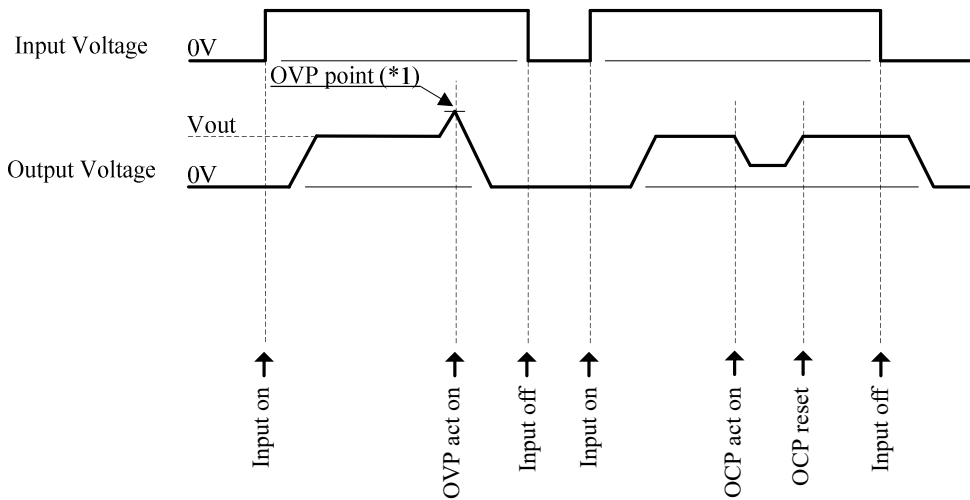 Input Voltage
0V
OVP point (*1)
Vout
Output Voltage
0V
Input on
OVP act on
Input off
Input on
OCP act on
OCP reset
Input off